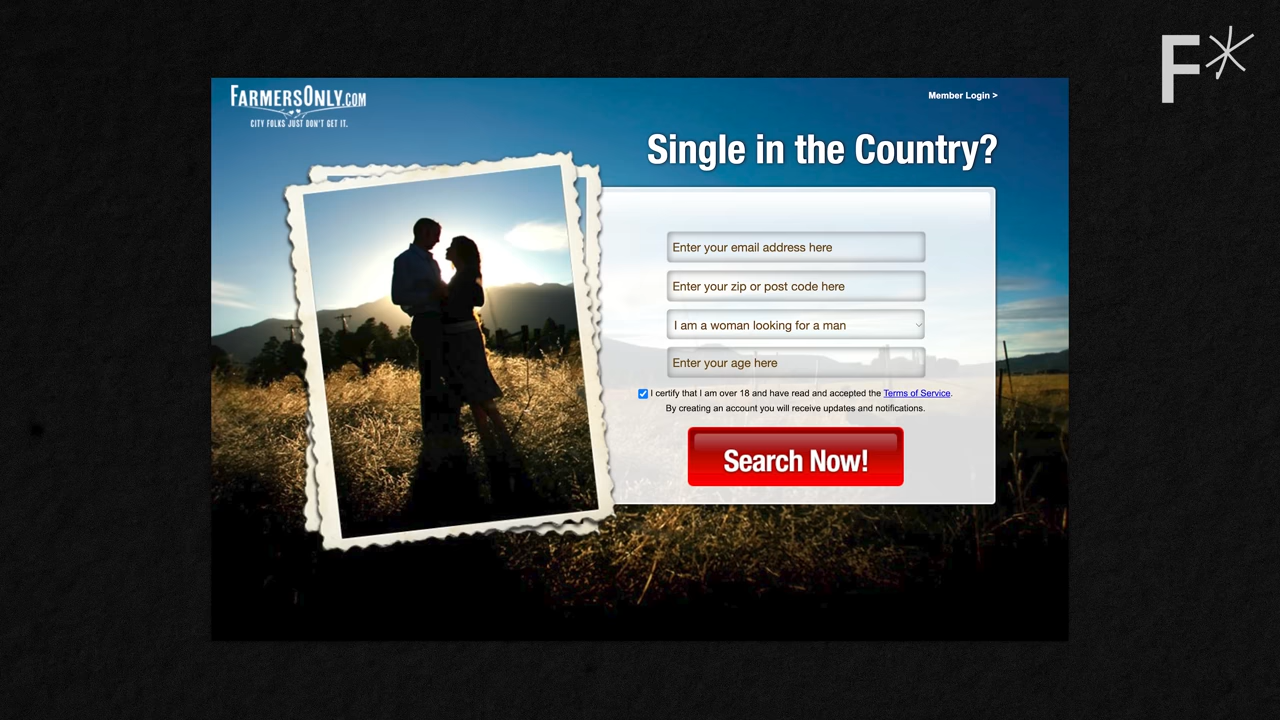 F*
FARMERSONLY.COM
CITY FOLKS JUST DON'T GET IT.
Member Login >
Single in the Country?
Enter your email address here
Enter your zip or post code here
I am a woman looking for a man
Enter your age here
I certify that I am over 18 and have read and accepted the Terms of Service.
By creating an account you will receive updates and notifications.
Search Now!